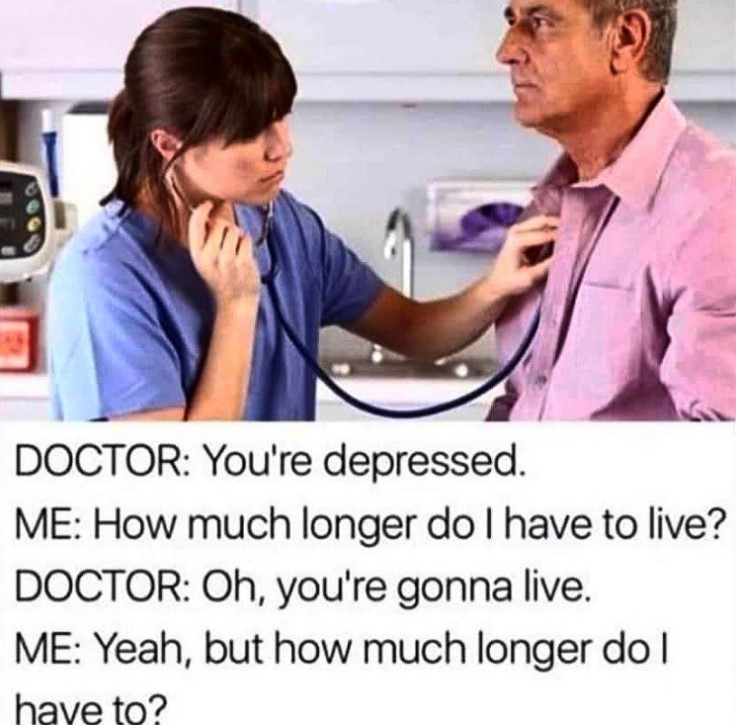 DOCTOR: You're depressed.
ME: How much longer do I have to live?
DOCTOR: Oh, you're gonna live.
ME: Yeah, but how much longer do I
have to?